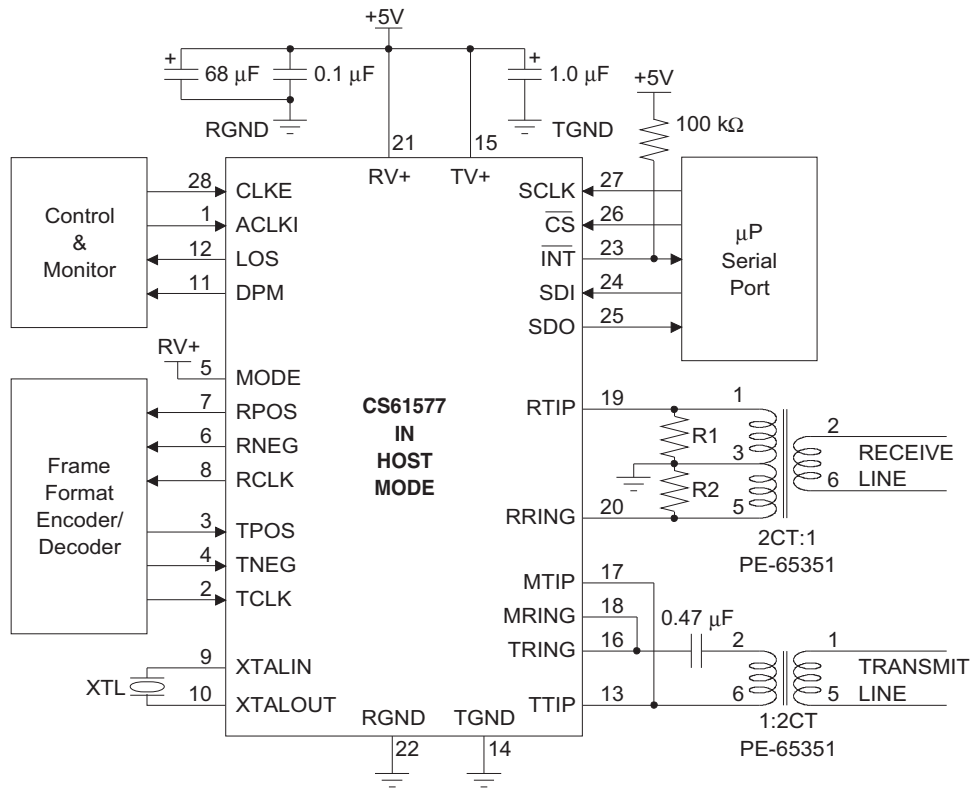 +5V
+
68 μF
0.1 μF
+
1.0 μF
+5V
RGND
TGND
100 kΩ
21
15
RV+
TV+
Control
&
Monitor
28
CLKE
1
ACLKI
12
LOS
11
DPM
SCLK
27
CS
26
INT
23
SDI
24
SDO
25
μP
Serial
Port
RV+
5
MODE
7
RPOS
6
RNEG
8
RCLK
3
TPOS
4
TNEG
2
TCLK
Frame
Format
Encoder/
Decoder
CS61577
IN
HOST
MODE
RTIP
19
R1
R2
RRING
20
1
3
5
2
6
RECEIVE
LINE
2CT:1
PE-65351
MTIP
17
MRING
18
TRING
16
TTIP
13
0.47 μF
2
6
1
5
TRANSMIT
LINE
1:2CT
PE-65351
XTL
9
XTALIN
10
XTALOUT
RGND
TGND
22
14